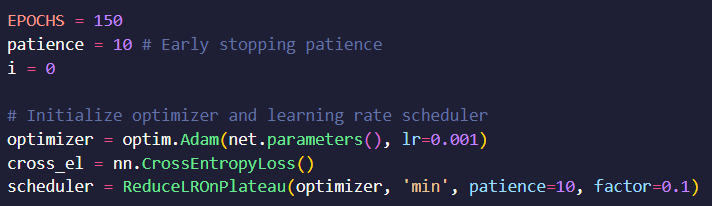 EPOCHS = 150
patience = 10 # Early stopping patience
i = 0
# Initialize optimizer and learning rate scheduler
optimizer = optim.Adam(net.parameters(), lr=0.001)
cross_el = nn.CrossEntropyLoss()
scheduler = ReduceLROnPlateau(optimizer, 'min', patience=10, factor=0.1)